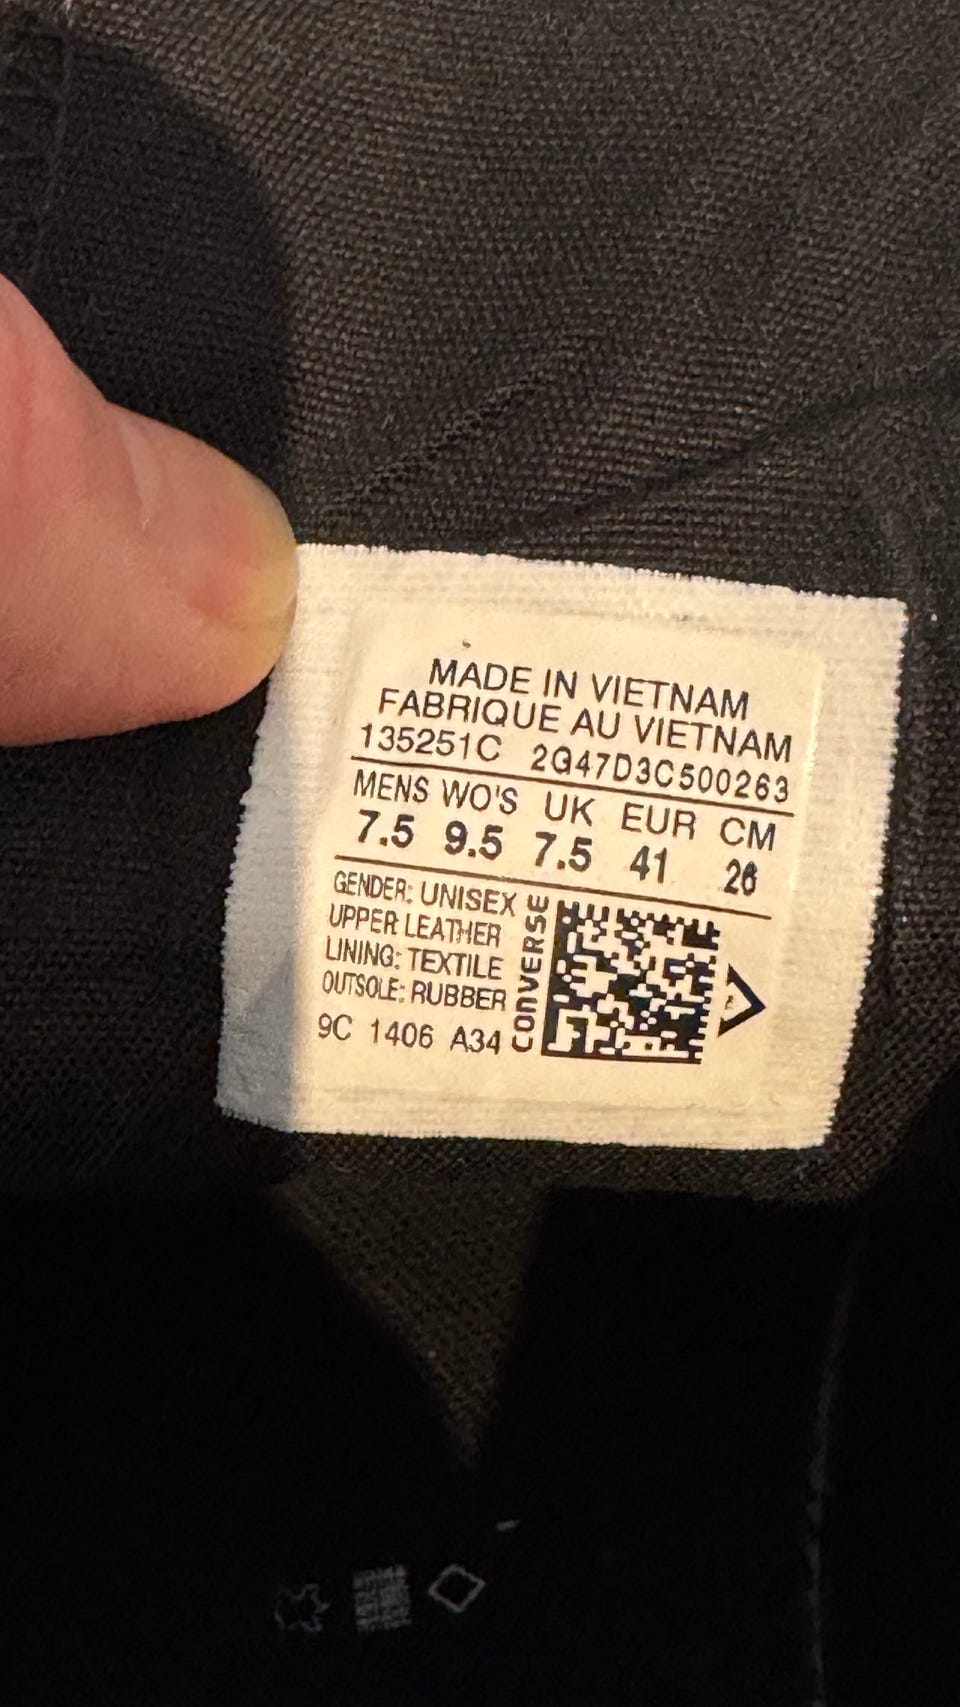 MADE IN VIETNAM
FABRIQUE AU VIETNAM
135251C 2G47D3C500263
MENS WO'S UK EUR CM
7.5 9.5 7.5 41 26
GENDER: UNISEX
UPPER LEATHER
LINING: TEXTILE
OUTSOLE: RUBBER
9C 1406 A34
CONVERSE